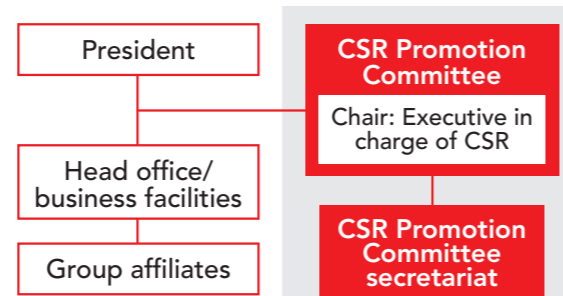 President
CSR Promotion
Committee
Chair: Executive in
charge of CSR
Head office/
business facilities
CSR Promotion
Committee
secretariat
Group affiliates